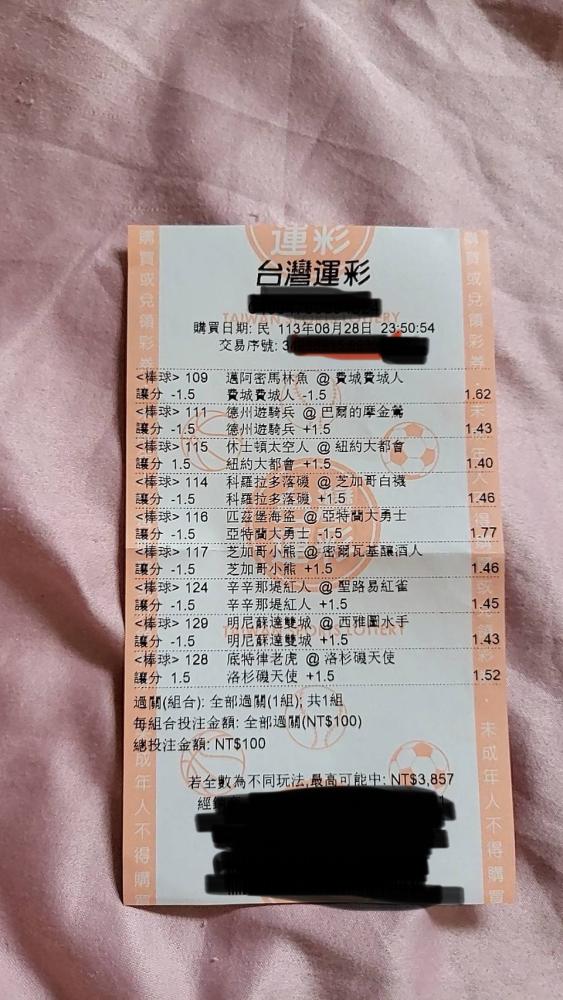 運彩
台灣運彩
TAIWAN SPORTS LOTTERY
購買日期: 民 113年06月28日 23:50:54
交易序號: 3
<棒球> 109 邁阿密馬林魚 @ 費城費城人
讓分 -1.5 費城費城人 -1.5 1.62
<棒球> 111 德州遊騎兵 @ 巴爾的摩金鶯
讓分 -1.5 德州遊騎兵 +1.5 1.43
<棒球> 115 休士頓太空人 @ 紐約大都會
讓分 1.5 紐約大都會 +1.5 1.40
<棒球> 114 科羅拉多落磯 @ 芝加哥白襪
讓分 -1.5 科羅拉多落磯 +1.5 1.46
<棒球> 116 匹茲堡海盜 @ 亞特蘭大勇士
讓分 -1.5 亞特蘭大勇士 -1.5 1.77
<棒球> 117 芝加哥小熊 @ 密爾瓦基釀酒人
讓分 -1.5 芝加哥小熊 +1.5 1.46
<棒球> 124 辛辛那堤紅人 @ 聖路易紅雀
讓分 -1.5 辛辛那堤紅人 +1.5 1.45
<棒球> 129 明尼蘇達雙城 @ 西雅圖水手
讓分 -1.5 明尼蘇達雙城 +1.5 1.43
<棒球> 128 底特律老虎 @ 洛杉磯天使
讓分 1.5 洛杉磯天使 +1.5 1.52
過關(組合): 全部過關(1組); 共1組
每組合投注金額: 全部過關(NT$100)
總投注金額: NT$100
若全數為不同玩法,最高可能中: NT$3,857
經
購買或兌領彩券
未成年人不得購買